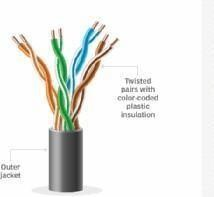 Twisted
pairs with
color-coded
plastic
insulation
Outer
jacket